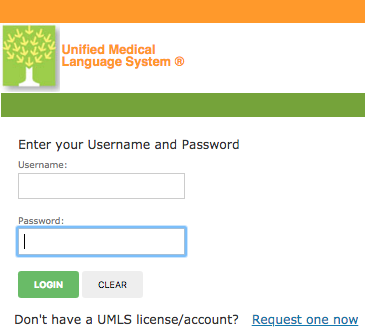 Unified Medical
Language System ®
Enter your Username and Password
Username:
Password:
LOGIN CLEAR
Don't have a UMLS license/account? Request one now